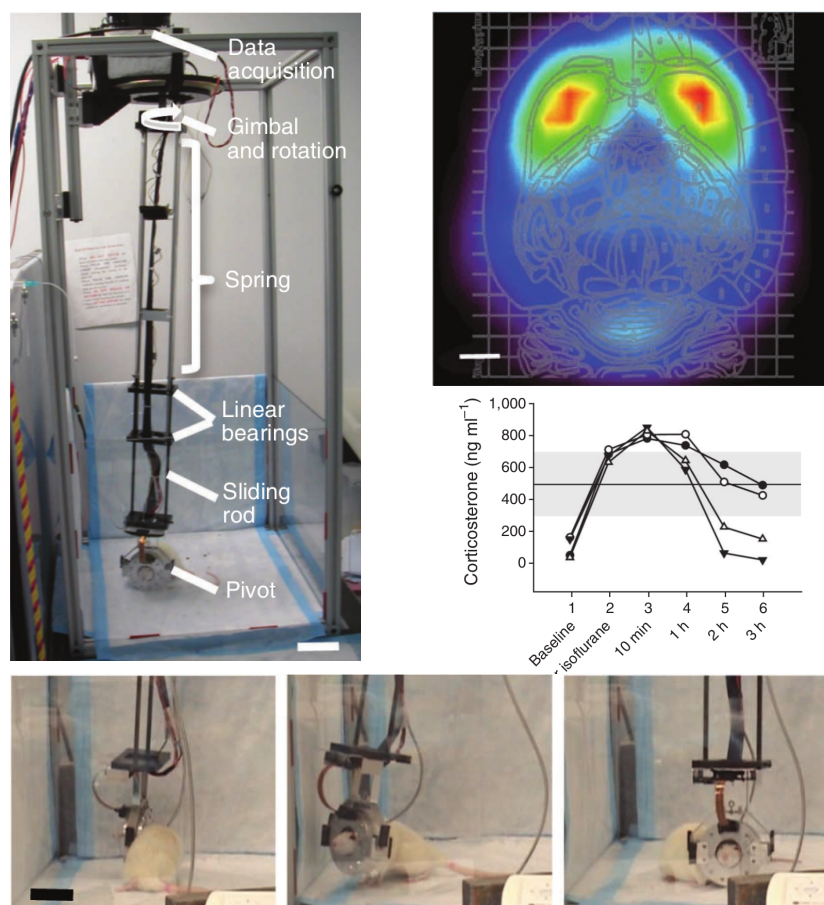 Data
acquisition
Gimbal
and rotation
Spring
Linear
bearings
Sliding
rod
Pivot
Corticosterone (ng ml⁻¹)
1,000
800
600
400
200
0
1 2 3 4 5 6
Baseline
isoflurane
10 min
1 h
2 h
3 h